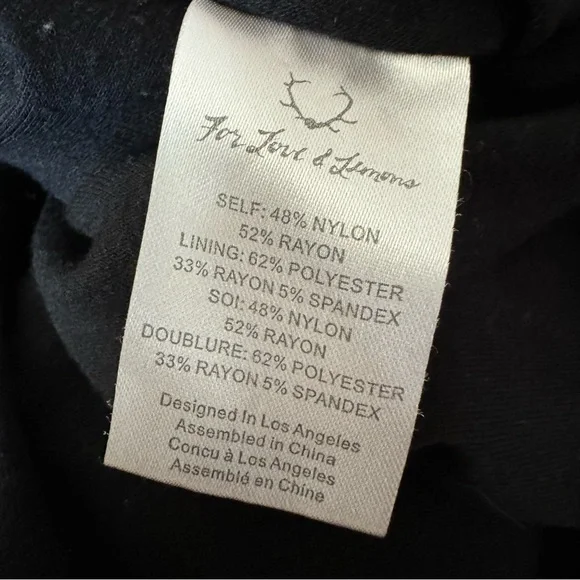 For Love & Lemons
SELF: 48% NYLON
52% RAYON
LINING: 62% POLYESTER
33% RAYON 5% SPANDEX
SOI: 48% NYLON
52% RAYON
DOUBLURE: 62% POLYESTER
33% RAYON 5% SPANDEX
Designed In Los Angeles
Assembled in China
Concu à Los Angeles
Assemblé en Chine